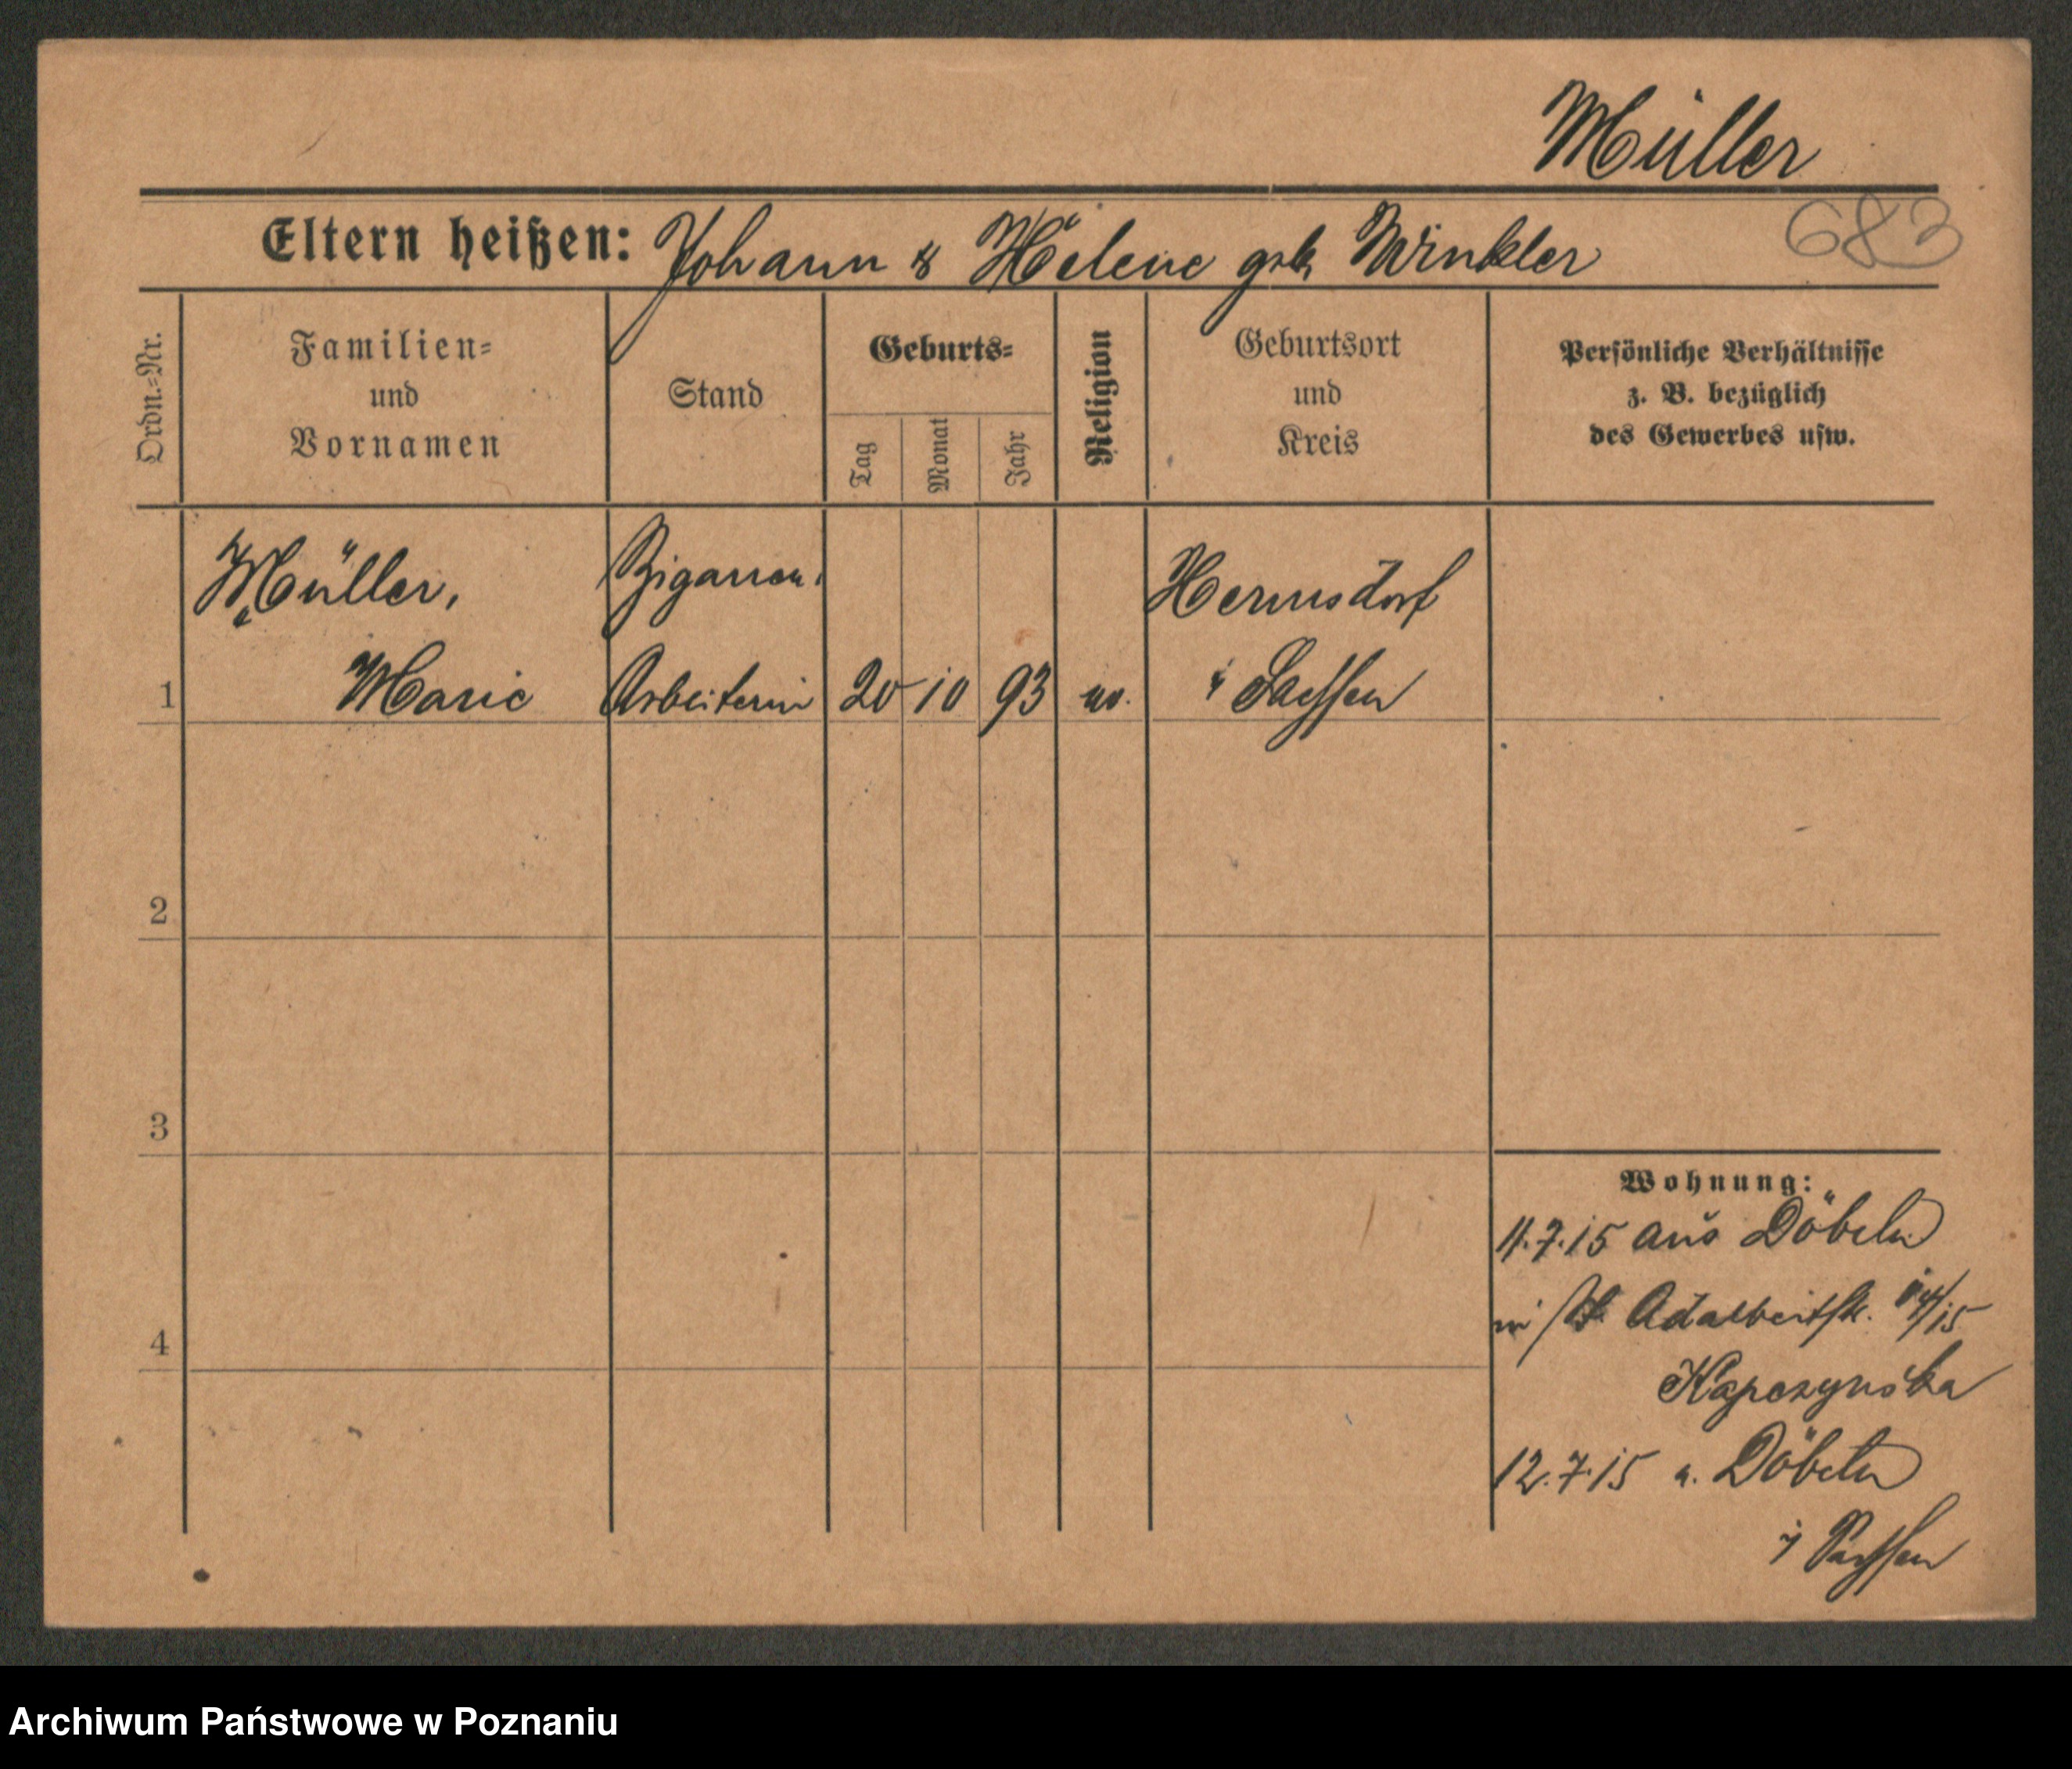 Müller
Eltern heißen: Johann & Helene geb. Winkler
683
Ordn.=Nr.
Familien=
und
Vornamen
Stand
Geburts=
Tag
Monat
Jahr
Religion
Geburtsort
und
Kreis
Persönliche Verhältnisse
z. B. bezüglich
des Gewerbes usw.
Müller, Zigarren Hermsdorf
1 Marie Arbeiterin 20 10 93 i/ Sachsen
2
3
4
Wohnung:
11.7.15 aus Döbeln
St. Adalbertstr.
Kapczynska
12.7.15 n. Döbeln
i/ Sachsen
Archiwum Państwowe w Poznaniu